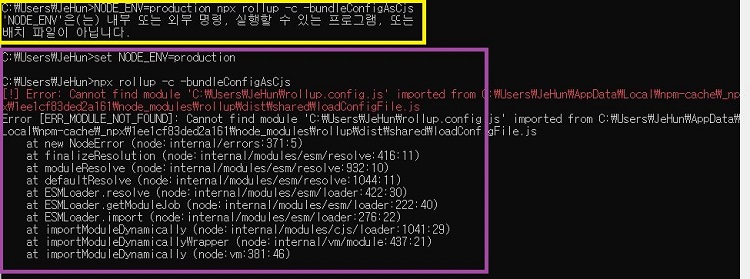 C:₩Users₩JeHun>NODE_ENV=production npx rollup -c -bundleConfigAsCjs
'NODE_ENV'은(는) 내부 또는 외부 명령, 실행할 수 있는 프로그램, 또는
배치 파일이 아닙니다.
C:₩Users₩JeHun>set NODE_ENV=production
C:₩Users₩JeHun>npx rollup -c -bundleConfigAsCjs
[!] Error: Cannot find module 'C:₩Users₩JeHun₩rollup.config.js' imported from C:₩Users₩JeHun₩AppData₩Local₩npm-cache₩_np
x₩1ee1cf83ded2a161₩node_modules₩rollup₩dist₩shared₩loadConfigFile.js
Error [ERR_MODULE_NOT_FOUND]: Cannot find module 'C:₩Users₩JeHun₩rollup.config.js' imported from C:₩Users₩JeHun₩AppData₩
Local₩npm-cache₩_npx₩1ee1cf83ded2a161₩node_modules₩rollup₩dist₩shared₩loadConfigFile.js
at new NodeError (node:internal/errors:371:5)
at finalizeResolution (node:internal/modules/esm/resolve:416:11)
at moduleResolve (node:internal/modules/esm/resolve:932:10)
at defaultResolve (node:internal/modules/esm/resolve:1044:11)
at ESMLoader.resolve (node:internal/modules/esm/loader:422:30)
at ESMLoader.getModuleJob (node:internal/modules/esm/loader:222:40)
at ESMLoader.import (node:internal/modules/esm/loader:276:22)
at importModuleDynamically (node:internal/modules/cjs/loader:1041:29)
at importModuleDynamicallyWrapper (node:internal/vm/module:437:21)
at importModuleDynamically (node:vm:381:46)